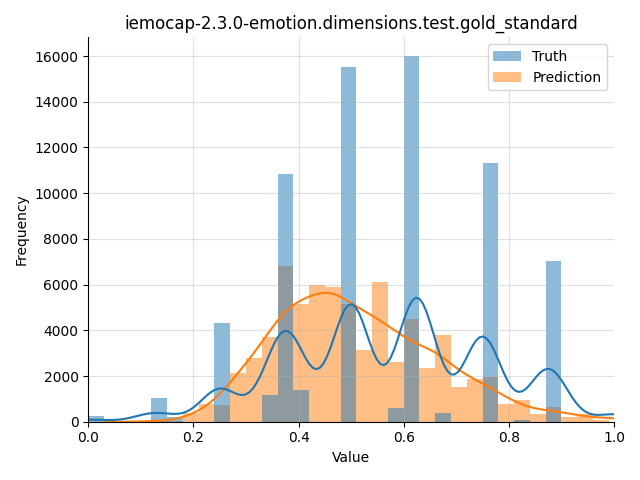 iemocap-2.3.0-emotion.dimensions.test.gold_standard
Truth
Prediction
Frequency
16000
14000
12000
10000
8000
6000
4000
2000
0
0.0 0.2 0.4 0.6 0.8 1.0
Value